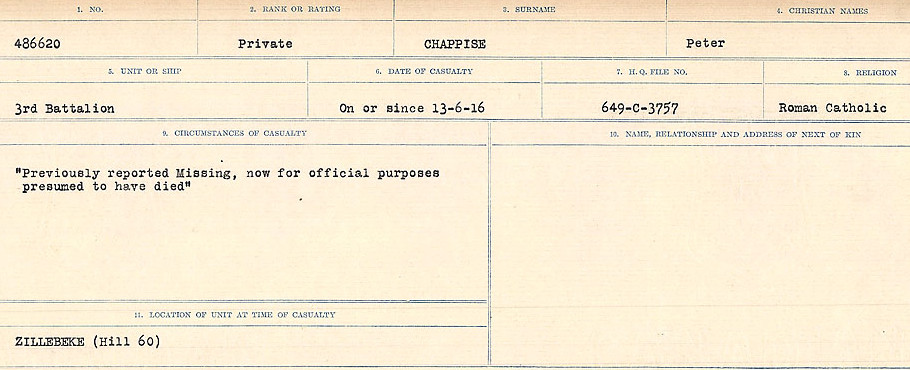 1. NO. 2. RANK OR RATING 3. SURNAME 4. CHRISTIAN NAMES
486620 Private CHAPPISE Peter
5. UNIT OR SHIP 6. DATE OF CASUALTY 7. H. Q. FILE NO. 8. RELIGION
3rd Battalion On or since 13-6-16 649-C-3757 Roman Catholic
9. CIRCUMSTANCES OF CASUALTY 10. NAME, RELATIONSHIP AND ADDRESS OF NEXT OF KIN
"Previously reported Missing, now for official purposes
presumed to have died"
11. LOCATION OF UNIT AT TIME OF CASUALTY
ZILLEBEKE (Hill 60)